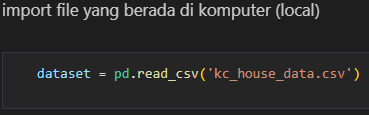 import file yang berada di komputer (local)
dataset = pd.read_csv('kc_house_data.csv')